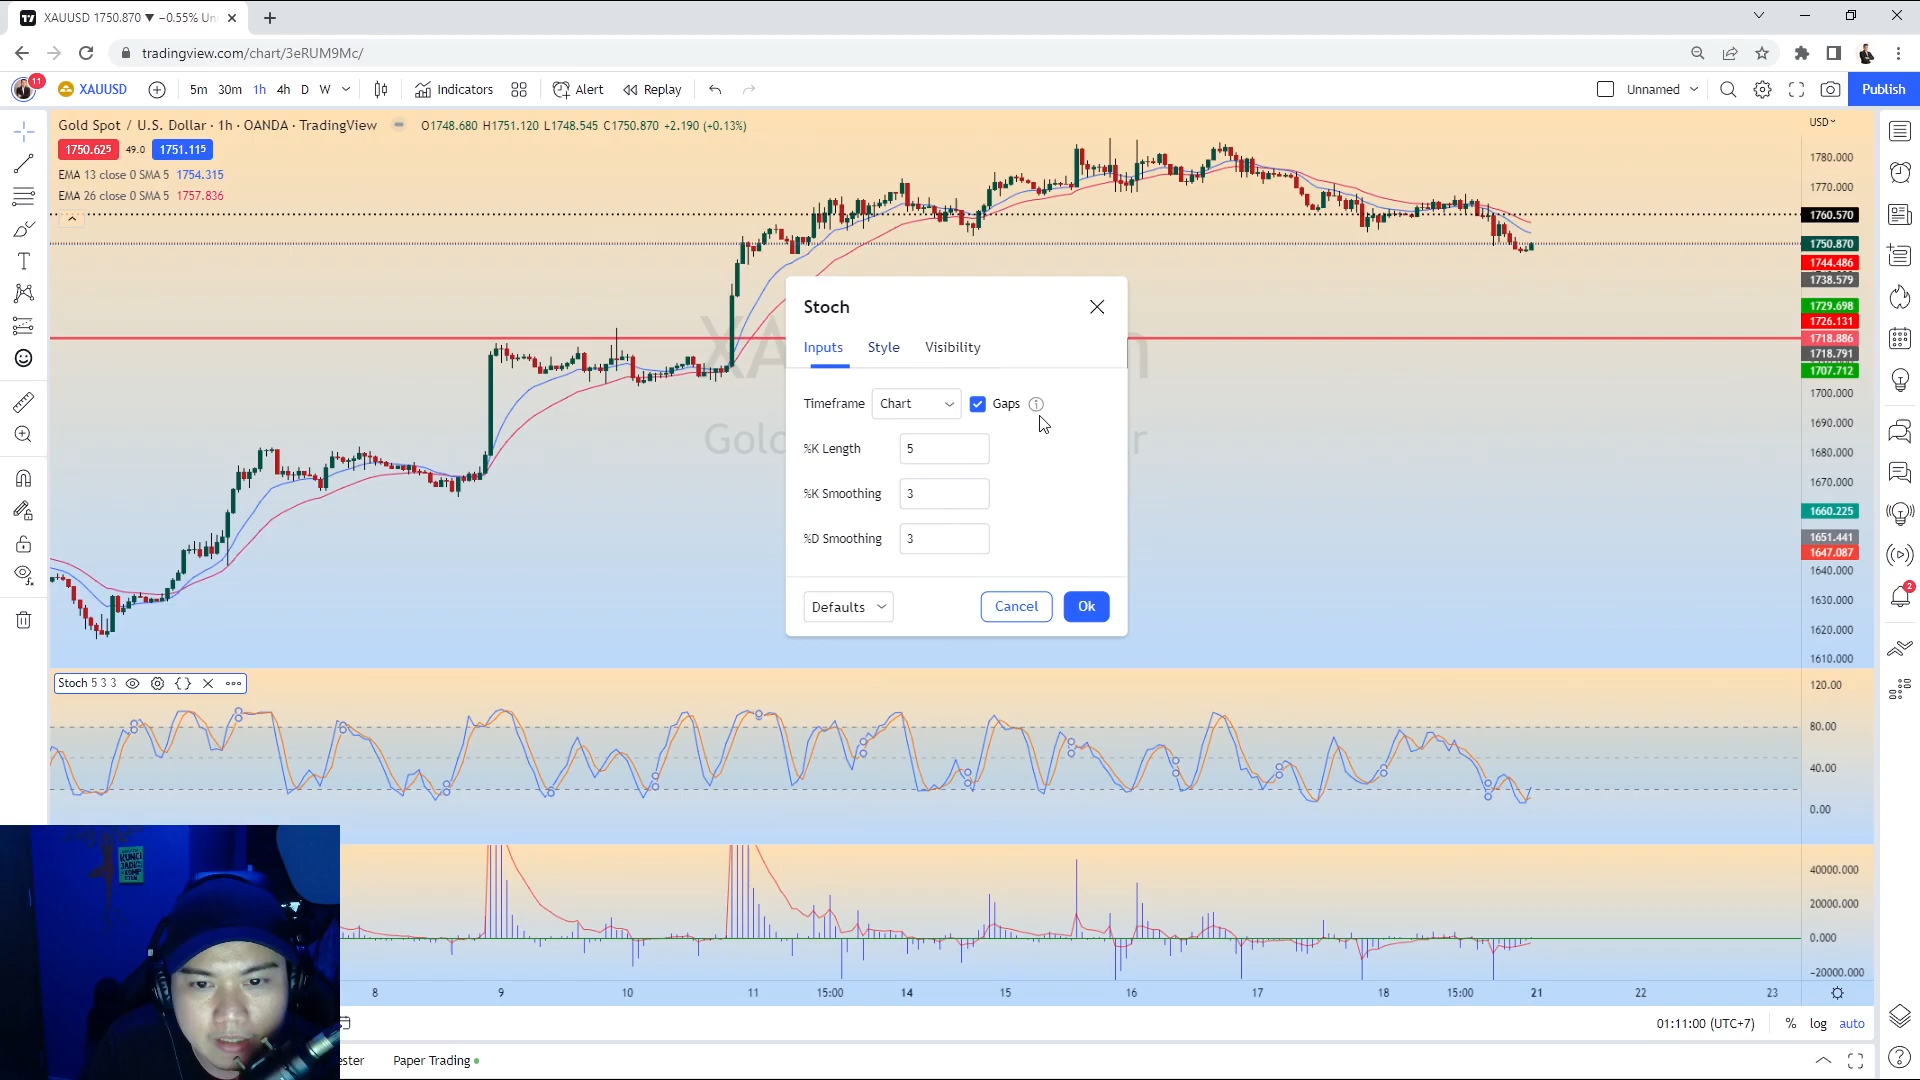 XAUUSD 1750.870 ▼ −0.55% Un
tradingview.com/chart/3eRUM9Mc/
11
XAUUSD
5m 30m 1h 4h D W
Indicators
Alert
Replay
Unnamed
Publish
Gold Spot / U.S. Dollar · 1h · OANDA · TradingView
O1748.680 H1751.120 L1748.545 C1750.870 +2.190 (+0.13%)
USD
1750.625 49.0 1751.115
EMA 13 close 0 SMA 5 1754.315
EMA 26 close 0 SMA 5 1757.836
1780.000
1770.000
1760.570
1750.870
1744.486
1738.579
1729.698
1726.131
1718.886
1718.791
1707.712
1700.000
1690.000
1680.000
1670.000
1660.225
1651.441
1647.087
1640.000
1630.000
1620.000
1610.000
Stoch
Inputs Style Visibility
Timeframe Chart Gaps
%K Length 5
%K Smoothing 3
%D Smoothing 3
Defaults Cancel Ok
Stoch 5 3 3
120.00
80.00
40.00
0.00
2
KUNCI
JADI
KOMP
ETEN
40000.000
20000.000
0.000
−20000.000
8 9 10 11 15:00 14 15 16 17 18 15:00 21 22 23
01:11:00 (UTC+7) % log auto
ester Paper Trading